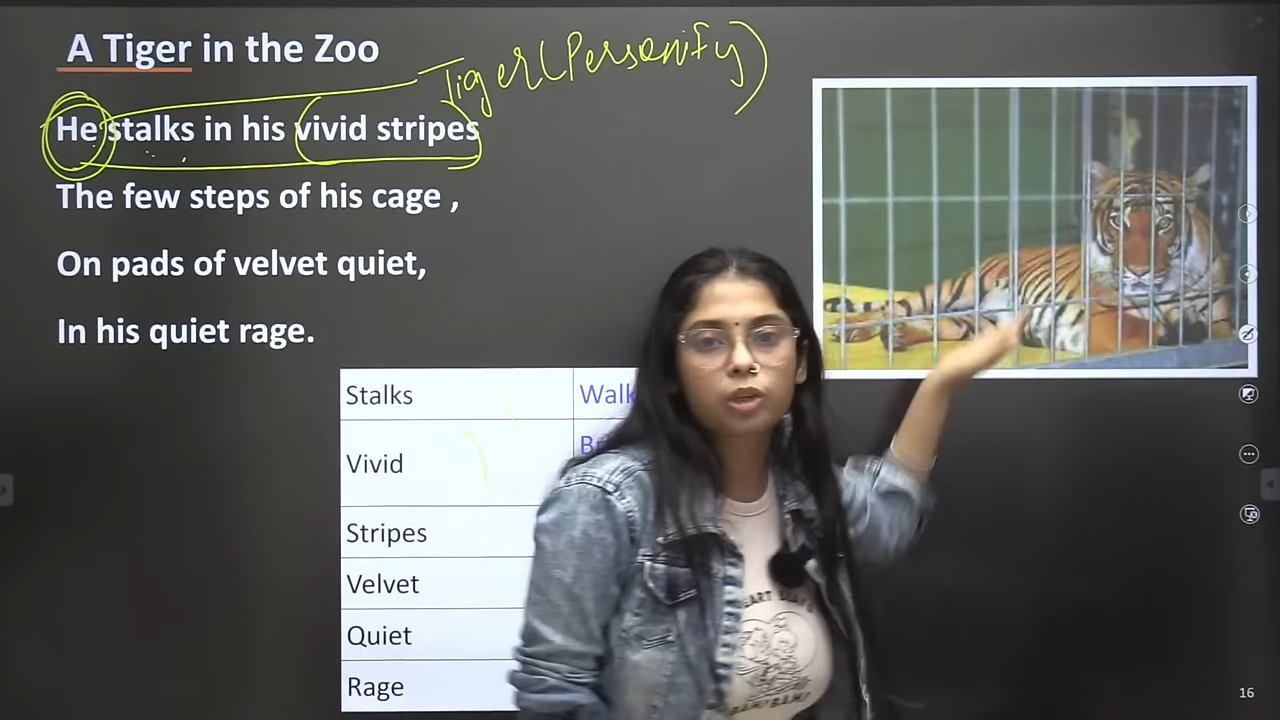 A Tiger in the Zoo
Tiger (Personify)
He stalks in his vivid stripes
The few steps of his cage ,
On pads of velvet quiet,
In his quiet rage.
Stalks
Vivid
Stripes
Velvet
Quiet
Rage
16